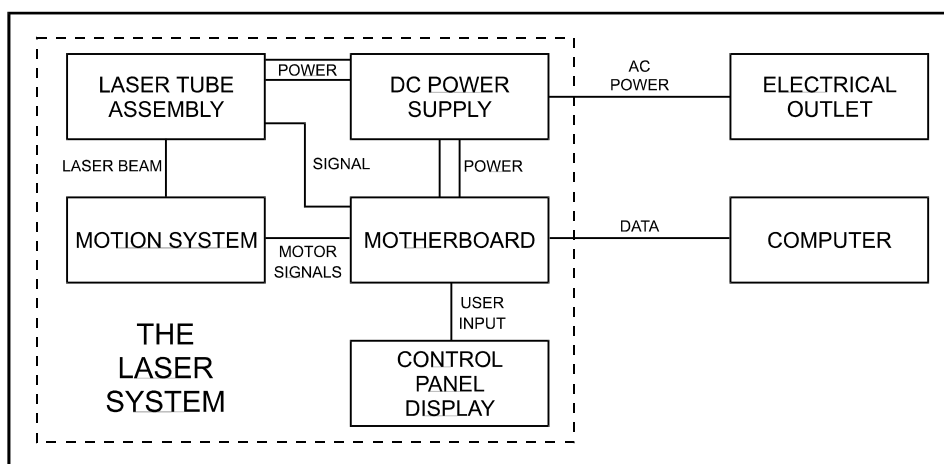 LASER TUBE
ASSEMBLY
POWER
DC POWER
SUPPLY
AC
POWER
ELECTRICAL
OUTLET
LASER BEAM
SIGNAL
POWER
MOTION SYSTEM
MOTOR
SIGNALS
MOTHERBOARD
DATA
COMPUTER
USER
INPUT
THE
LASER
SYSTEM
CONTROL
PANEL
DISPLAY